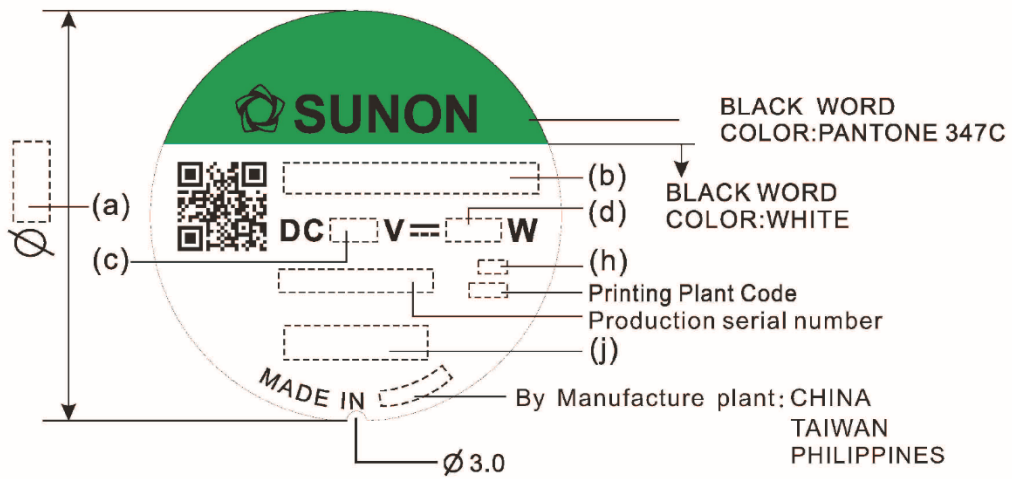 SUNON
BLACK WORD
COLOR:PANTONE 347C
(b)
BLACK WORD
COLOR:WHITE
(a)
Ø
(d)
DC V W
(c)
(h)
Printing Plant Code
Production serial number
(j)
MADE IN
By Manufacture plant: CHINA
TAIWAN
PHILIPPINES
Ø 3.0